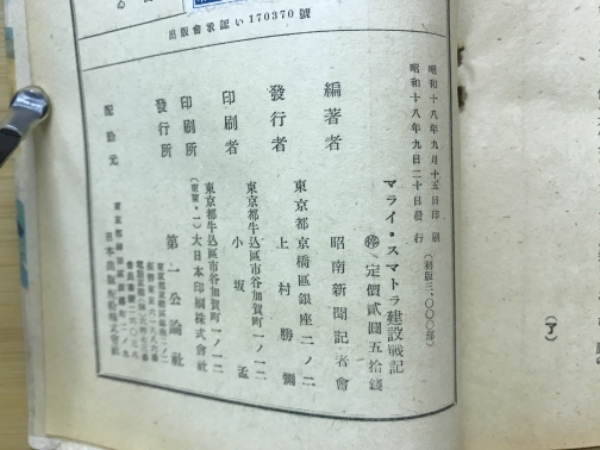 出版會承認い170370號
昭和十八年九月十五日印刷
昭和十八年九月二十日發行(初版三、〇〇〇部)
マライ・スマトラ建設戰記
㊕定價貳圓五拾錢
編著者 昭南新聞記者會
東京都京橋區銀座二ノ二
發行者 上村勝彌
東京都牛込區市谷加賀町一ノ一二
印刷者 小坂孟
東京都牛込區市谷加賀町一ノ一二
印刷所 (東東・一)大日本印刷株式會社
發行所 第一公論社
配給元 日本出版配給株式會社
(ア)